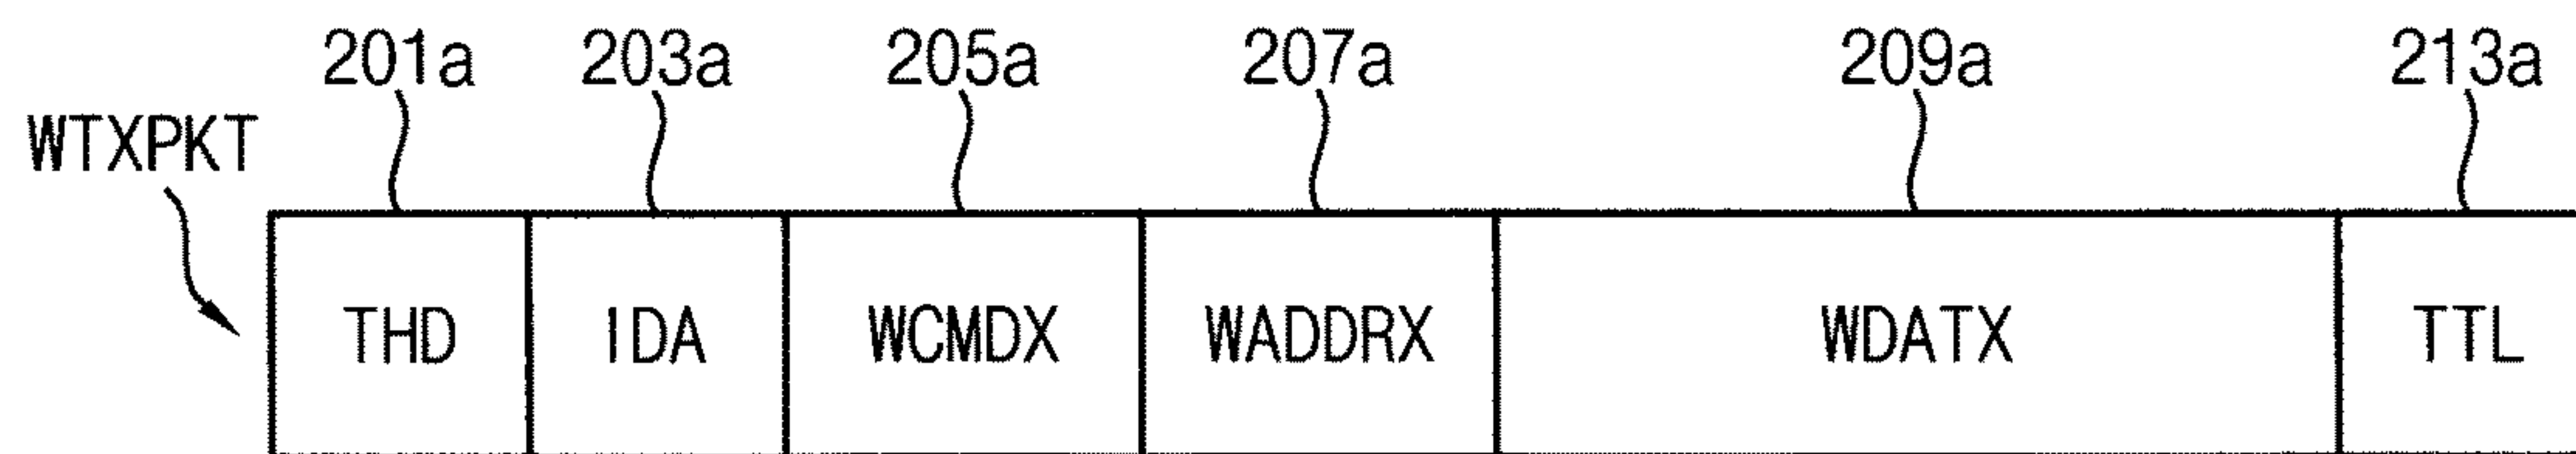 201a 203a 205a 207a 209a 213a
WTXPKT
THD IDA WCMDX WADDRX WDATX TTL